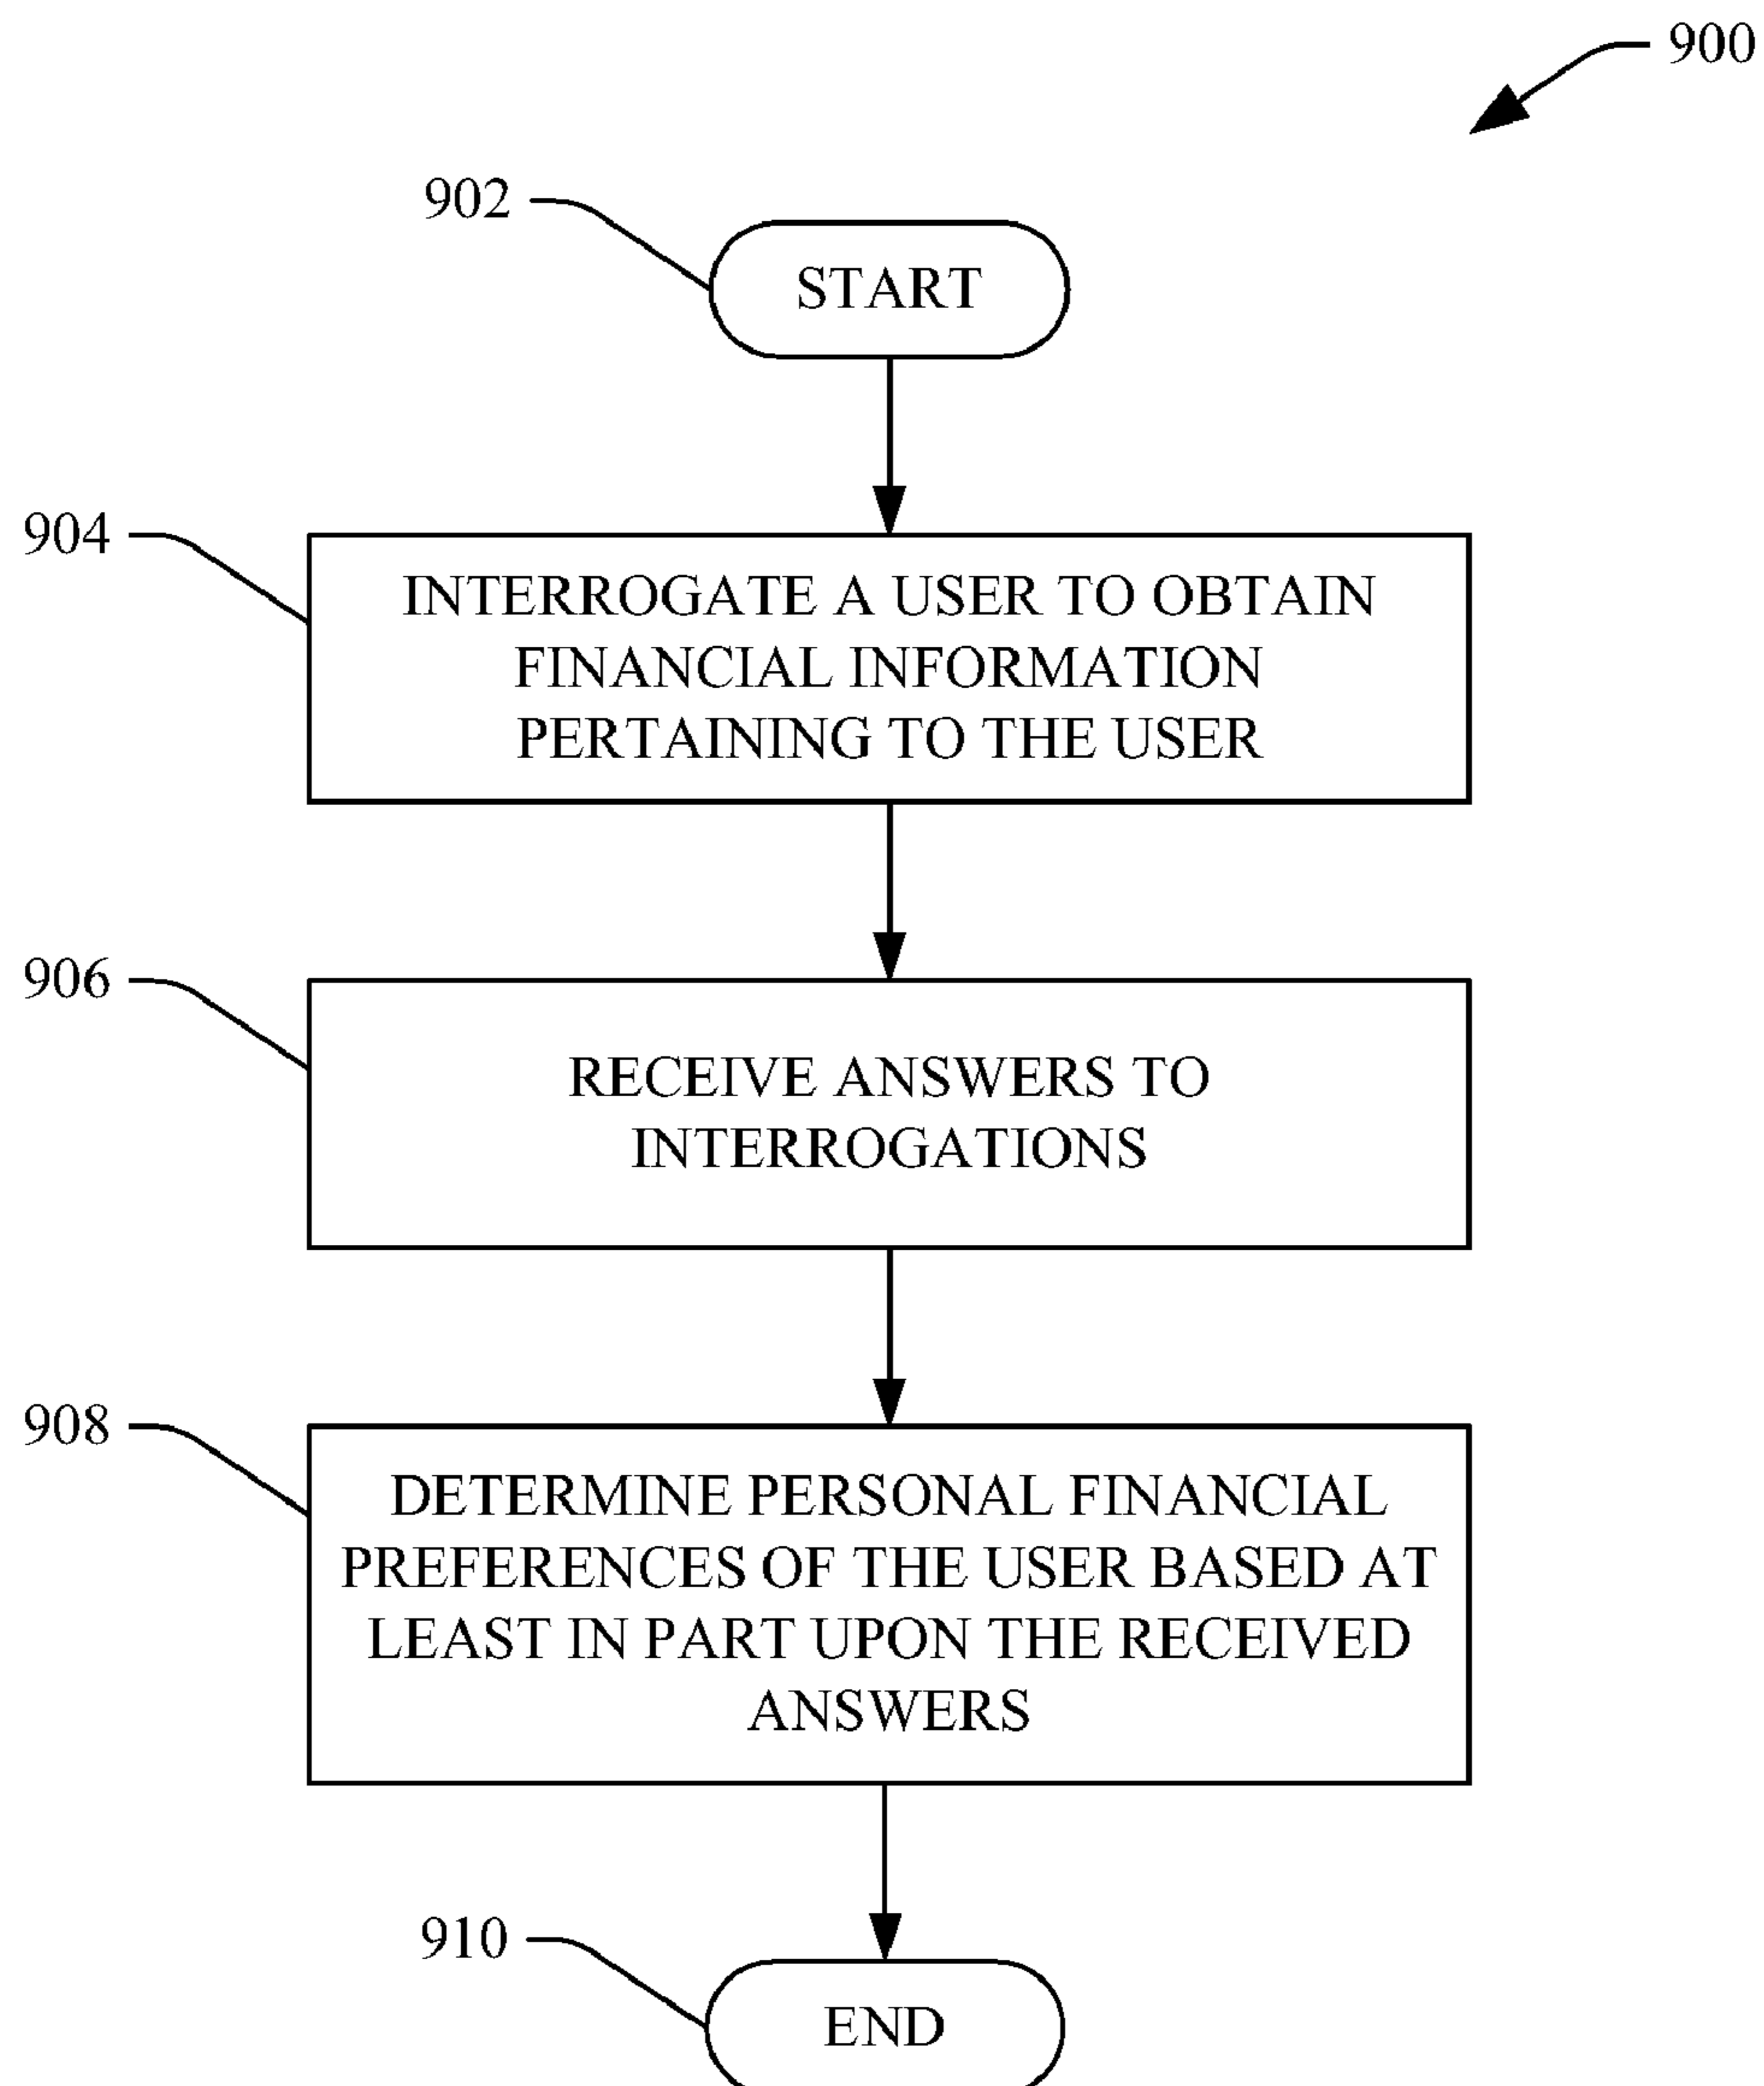 900
902
START
904
INTERROGATE A USER TO OBTAIN
FINANCIAL INFORMATION
PERTAINING TO THE USER
906
RECEIVE ANSWERS TO
INTERROGATIONS
908
DETERMINE PERSONAL FINANCIAL
PREFERENCES OF THE USER BASED AT
LEAST IN PART UPON THE RECEIVED
ANSWERS
910
END